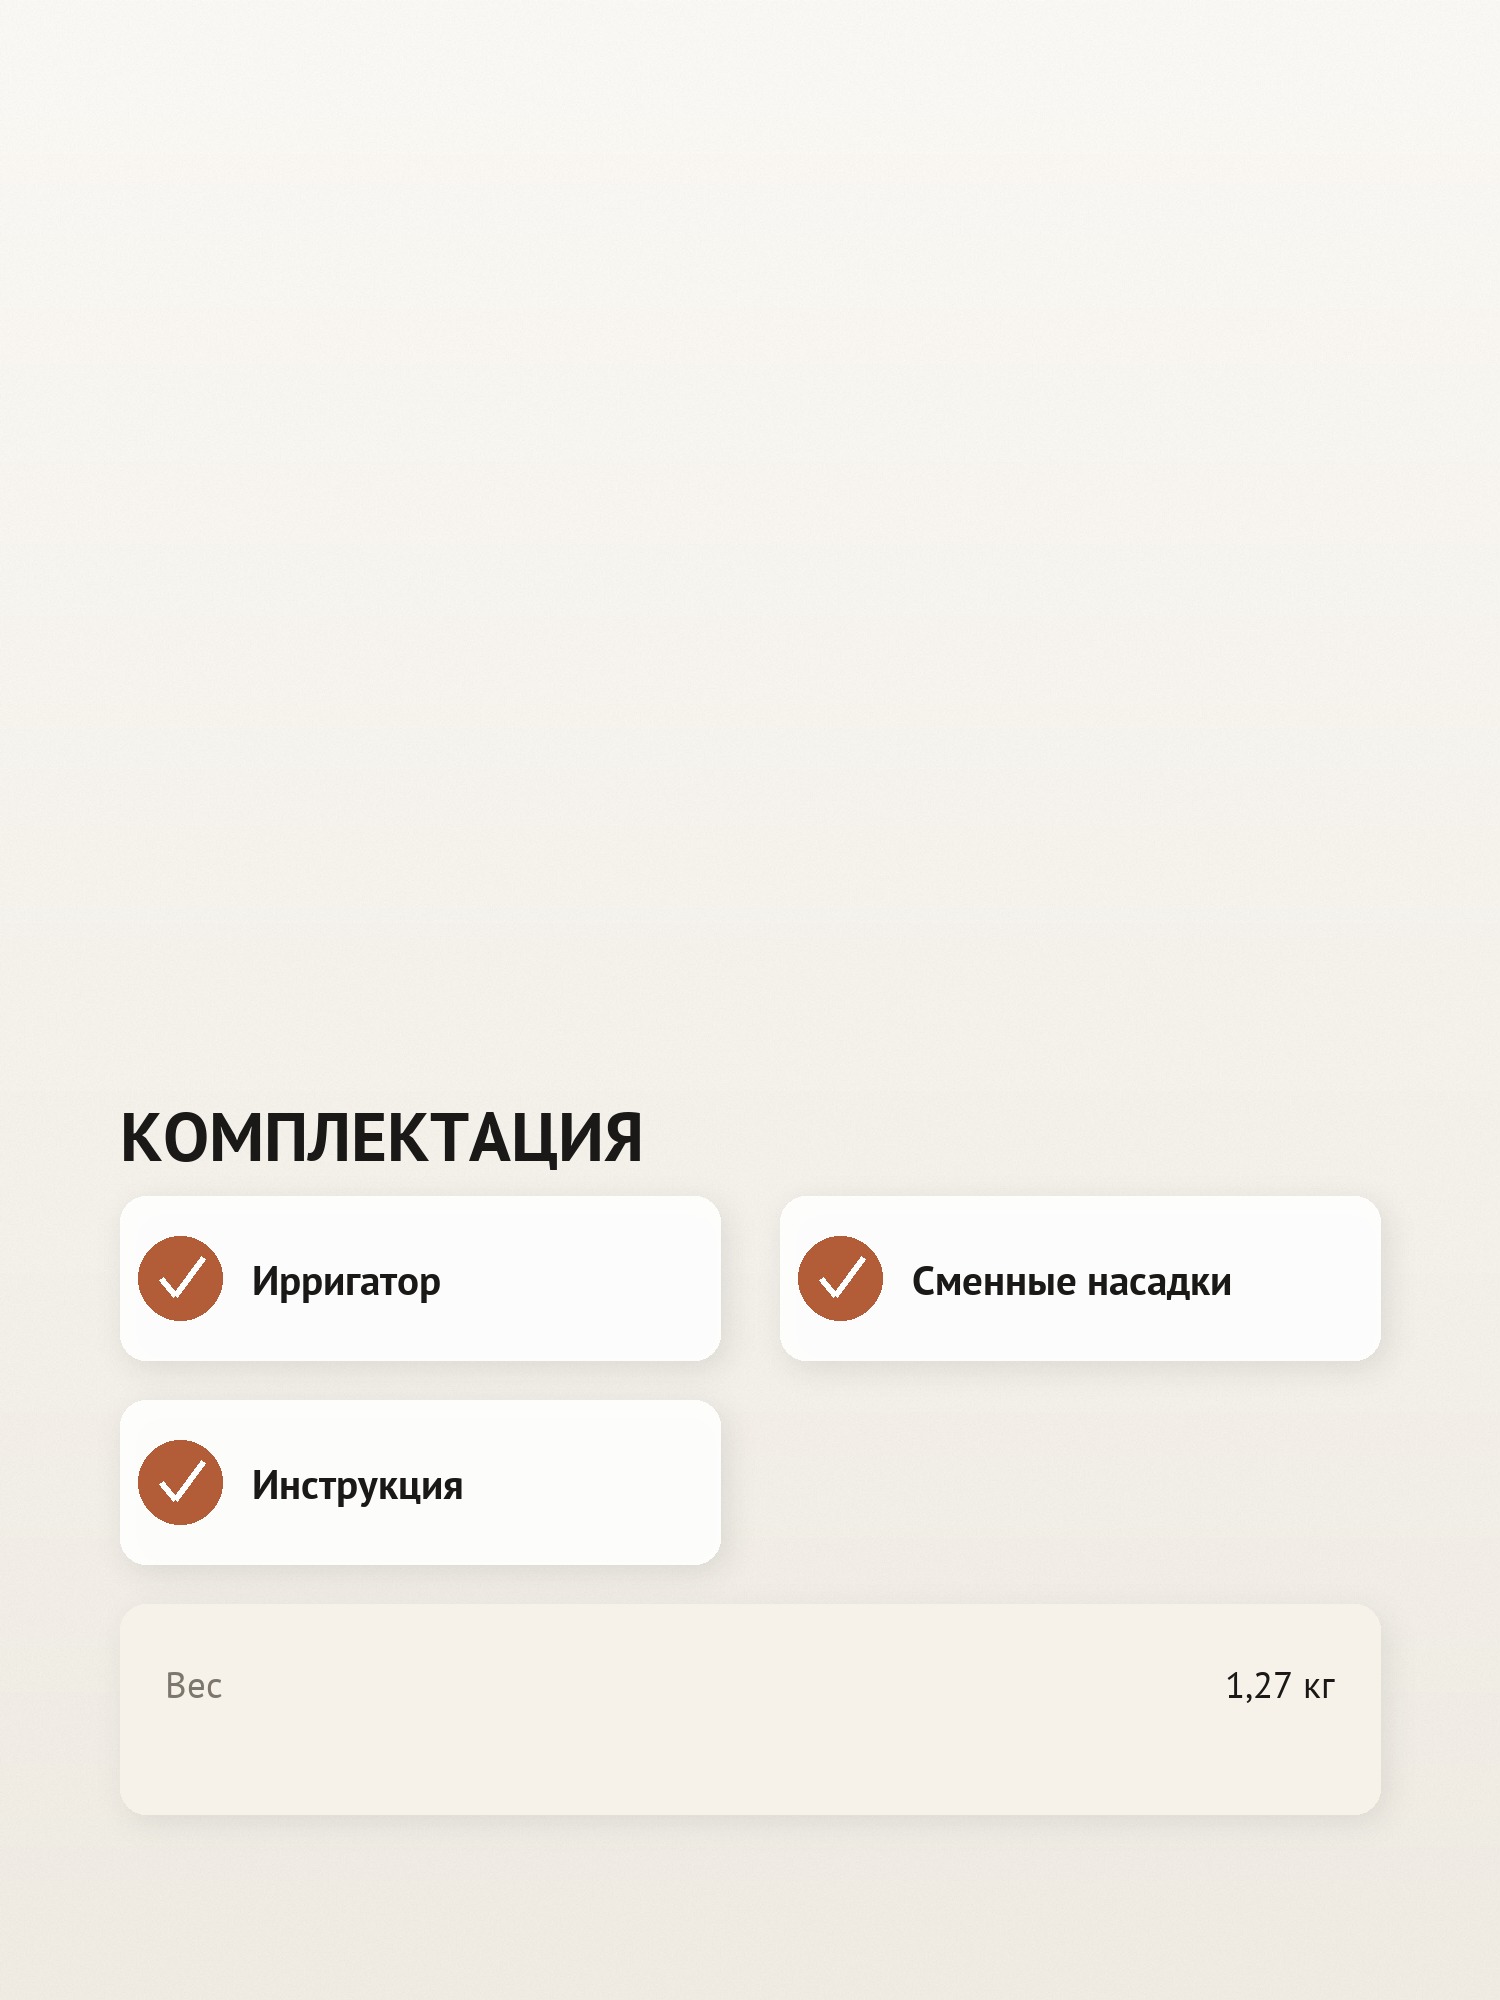 КОМПЛЕКТАЦИЯ
Ирригатор
Сменные насадки
Инструкция
Вес 1,27 кг